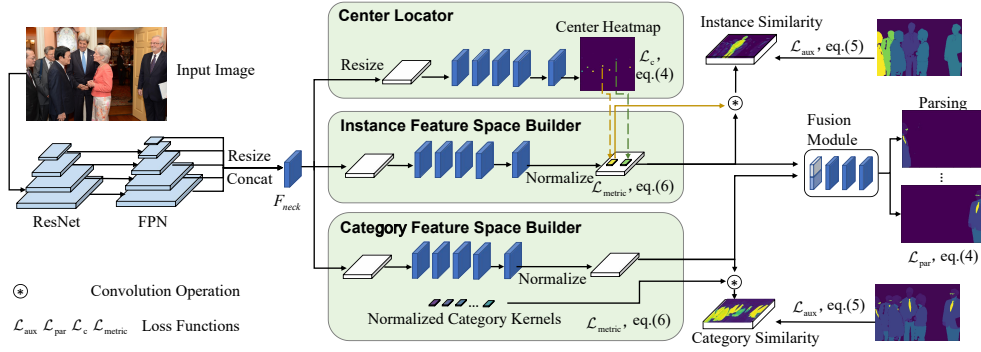 Center Locator
Center Heatmap
Instance Similarity
Input Image
Resize
ℒc,
eq.(4)
ℒaux, eq.(5)
Instance Feature Space Builder
Fusion
Module
Parsing
Resize
Concat
Fneck
Normalize
ℒmetric, eq.(6)
ResNet
FPN
Category Feature Space Builder
Normalize
ℒpar, eq.(4)
Convolution Operation
...
Normalized Category Kernels
ℒmetric, eq.(6)
ℒaux, eq.(5)
ℒaux ℒpar ℒc ℒmetric Loss Functions
Category Similarity